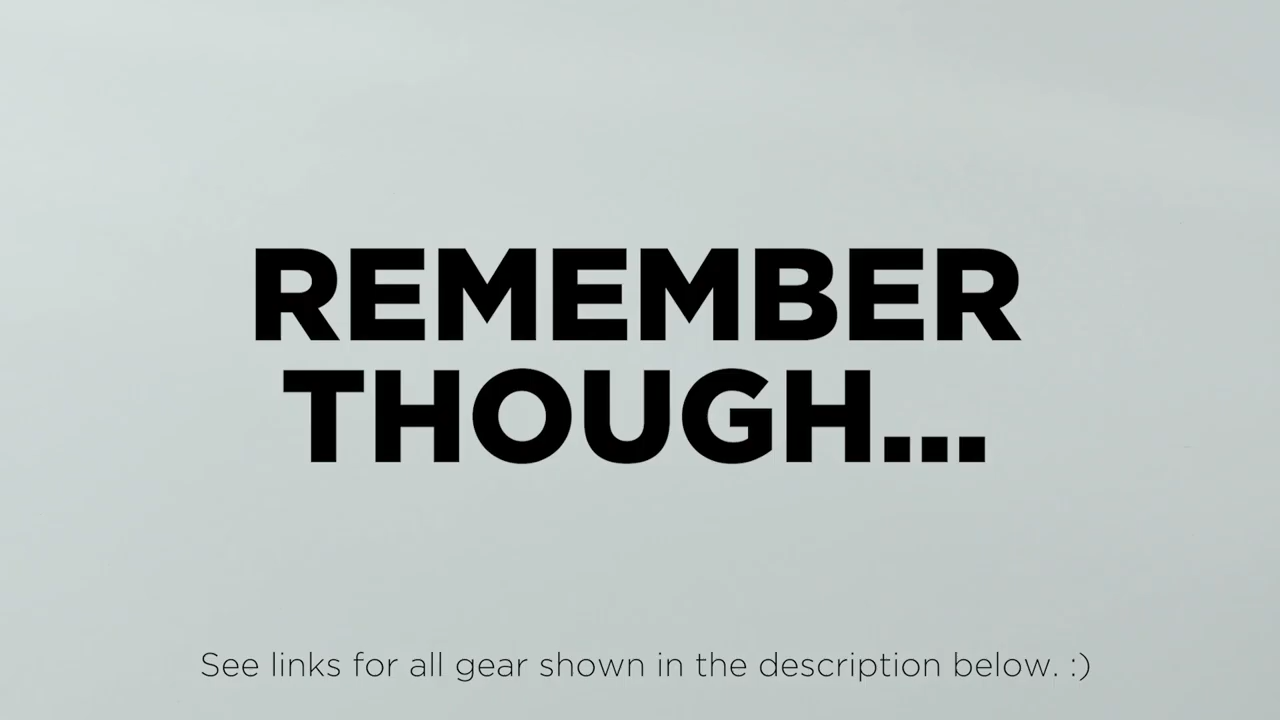 REMEMBER
THOUGH...
See links for all gear shown in the description below. :)